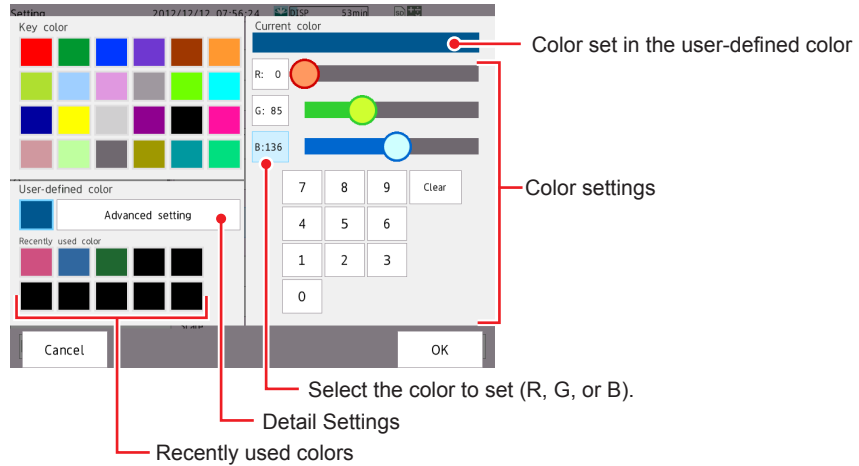 Setting 2012/12/12 07:56:24 DISP 53min SD
Key color
Current color
Color set in the user-defined color
R: 0
G: 85
B:136
Color settings
7 8 9 Clear
4 5 6
1 2 3
0
User-defined color
Advanced setting
Recently used color
Cancel
OK
Select the color to set (R, G, or B).
Detail Settings
Recently used colors